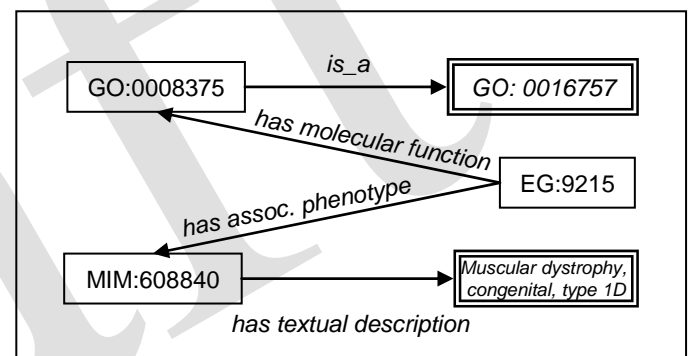 is_a
GO:0008375
GO: 0016757
has molecular function
EG:9215
has assoc. phenotype
MIM:608840
Muscular dystrophy,
congenital, type 1D
has textual description